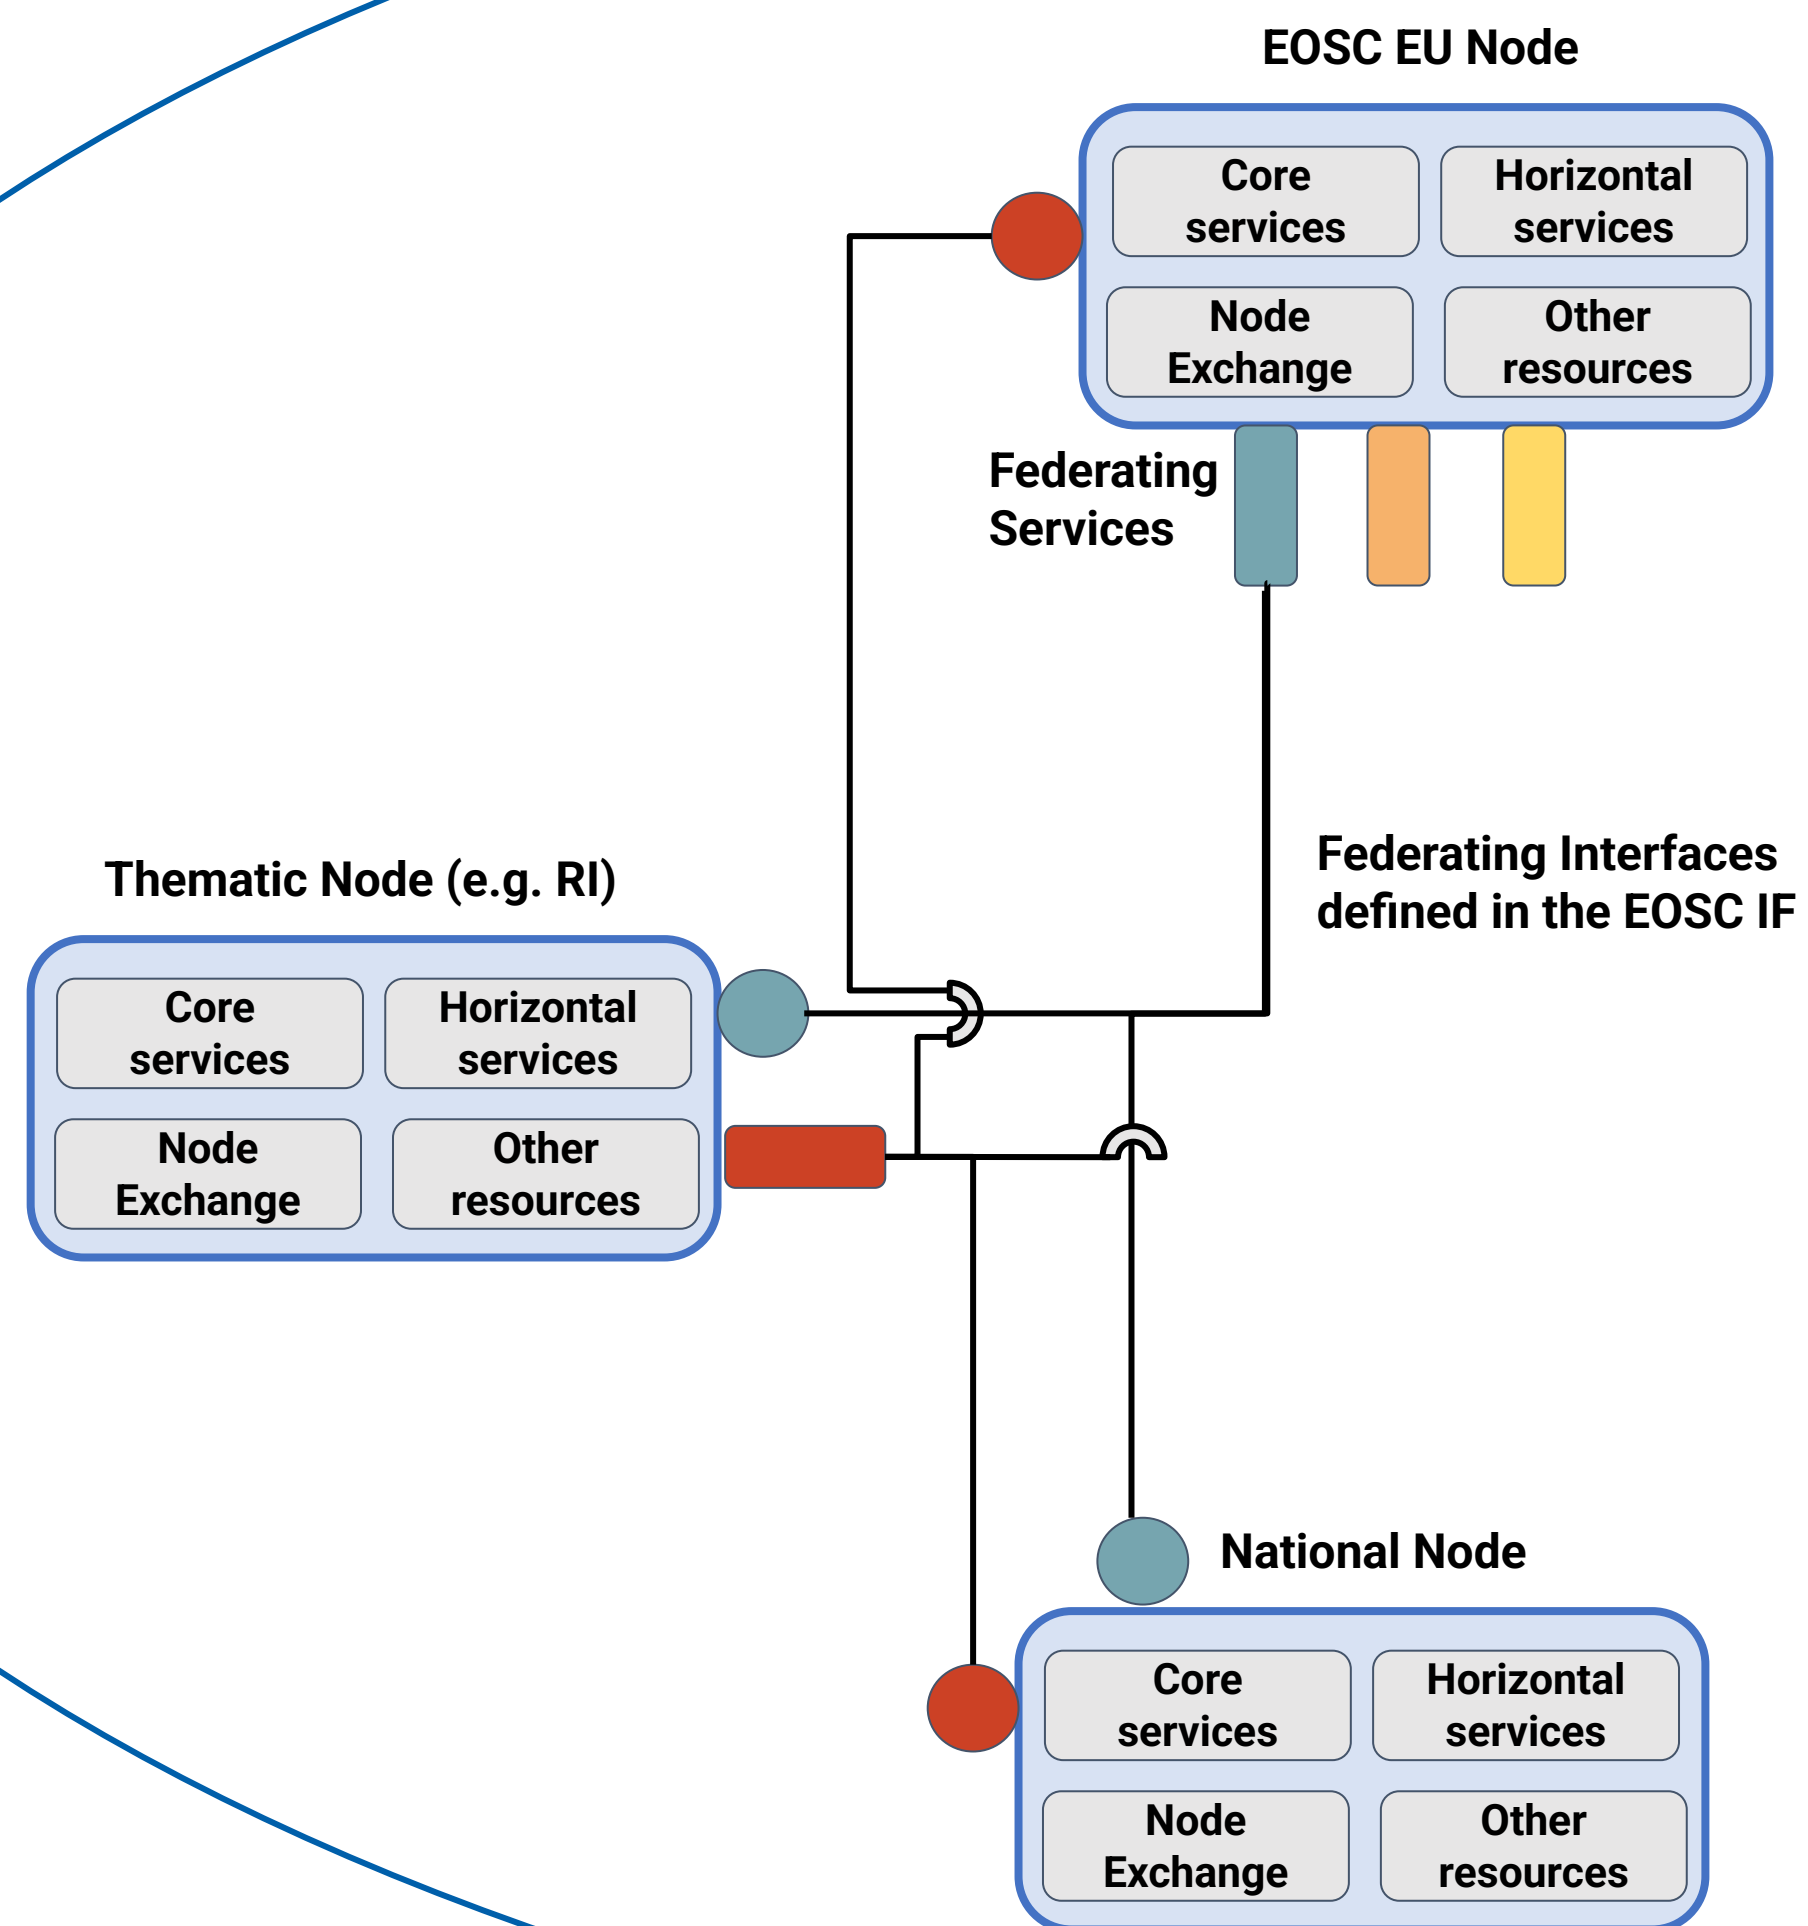 EOSC EU Node
Core
services
Horizontal
services
Node
Exchange
Other
resources
Federating
Services
Federating Interfaces
defined in the EOSC IF
Thematic Node (e.g. RI)
Core
services
Horizontal
services
Node
Exchange
Other
resources
National Node
Core
services
Horizontal
services
Node
Exchange
Other
resources